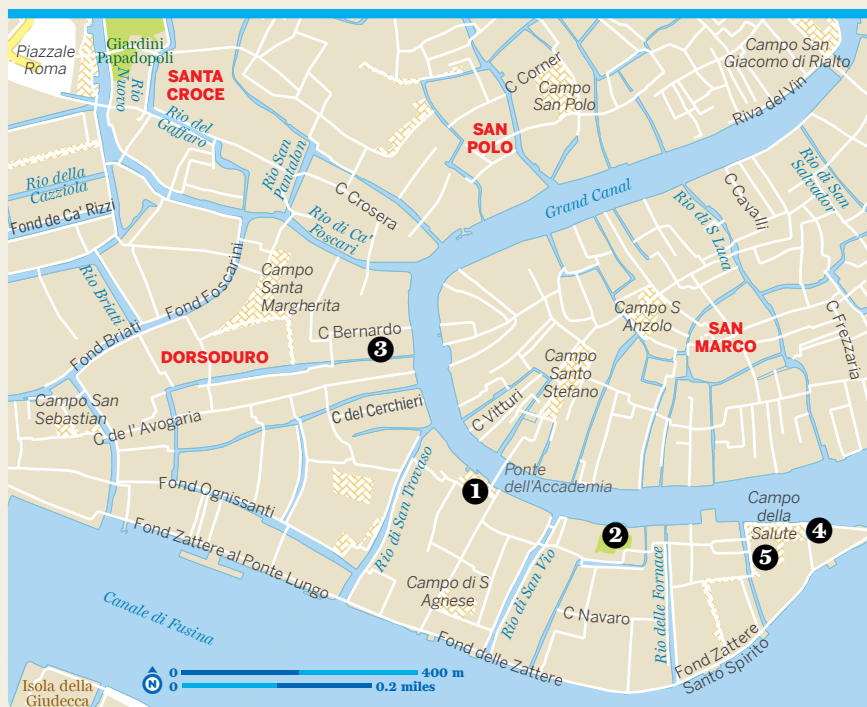 Piazzale
Roma
Giardini
Papadopoli
Rio
Nuovo
SANTA
CROCE
Rio del
Gaffaro
Rio San
Pantalon
C Corner
Campo
San Polo
SAN
POLO
Campo San
Giacomo di Rialto
Riva del Vin
Rio di San
Salvador
Rio della
Cazziola
Fond de Ca' Rizzi
C Crosera
Rio di Ca'
Foscari
Grand Canal
Rio di S Luca
C Cavalli
Rio Briati
Fond Foscarini
Campo
Santa
Margherita
Campo S
Anzolo
SAN
MARCO
C Frezzaria
Fond Briati
DORSODURO
C Bernardo
3
Campo
Santo
Stefano
Campo San
Sebastian
C de l' Avogaria
C del Cerchieri
C Vitturi
Fond Ognissanti
Rio di San Trovaso
1
Ponte
dell'Accademia
Campo
della
Salute
4
Fond Zattere al Ponte Lungo
2
5
Campo di S
Agnese
Rio di San Vio
C Navaro
Rio delle Fornace
Canale di Fusina
Fond delle Zattere
Fond Zattere
Santo Spirito
Isola della
Giudecca
N
0 400 m
0 0.2 miles